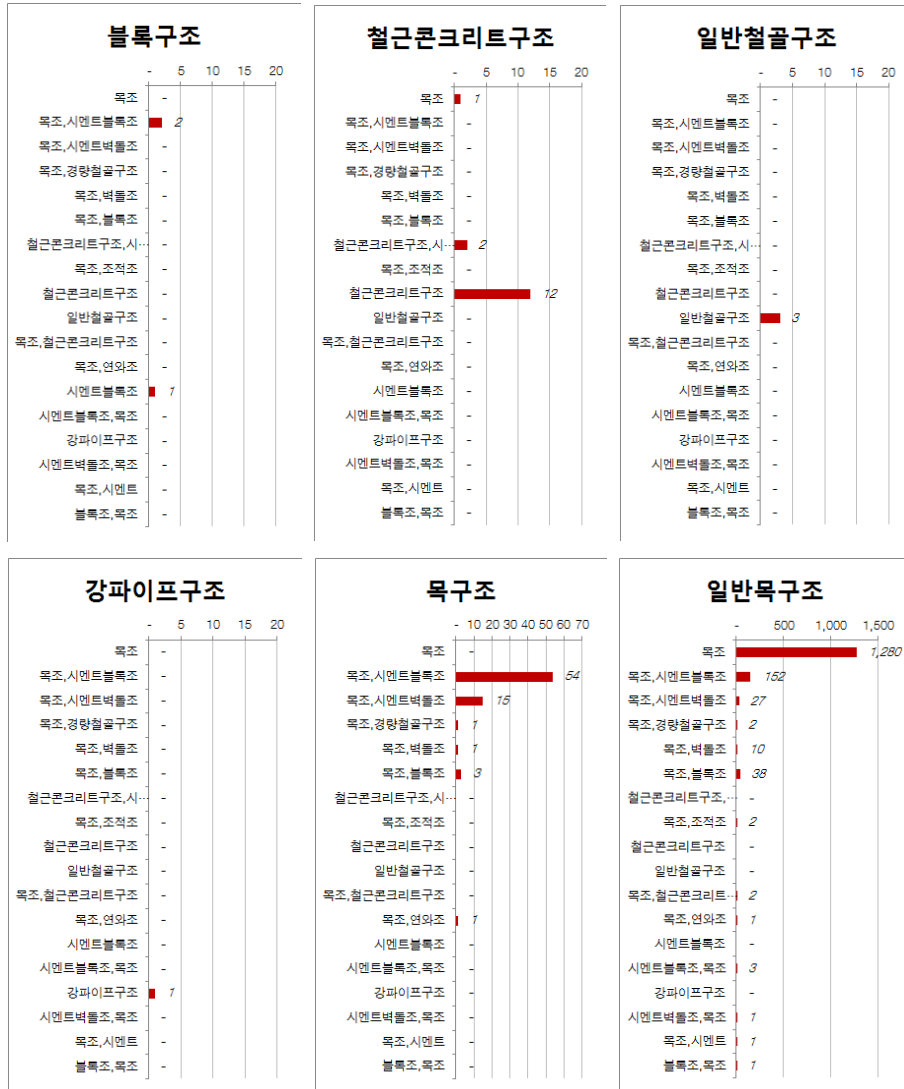 블록구조
- 5 10 15 20
목조 -
목조,시멘트블록조 2
목조,시멘트벽돌조 -
목조,경량철골구조 -
목조,벽돌조 -
목조,블록조 -
철근콘크리트구조,시… -
목조,조적조 -
철근콘크리트구조 -
일반철골구조 -
목조,철근콘크리트구조 -
목조,연와조 -
시멘트블록조 1
시멘트블록조,목조 -
강파이프구조 -
시멘트벽돌조,목조 -
목조,시멘트 -
블록조,목조 -
철근콘크리트구조
- 5 10 15 20
목조 1
목조,시멘트블록조 -
목조,시멘트벽돌조 -
목조,경량철골구조 -
목조,벽돌조 -
목조,블록조 -
철근콘크리트구조,시… 2
목조,조적조 -
철근콘크리트구조 12
일반철골구조 -
목조,철근콘크리트구조 -
목조,연와조 -
시멘트블록조 -
시멘트블록조,목조 -
강파이프구조 -
시멘트벽돌조,목조 -
목조,시멘트 -
블록조,목조 -
일반철골구조
- 5 10 15 20
목조 -
목조,시멘트블록조 -
목조,시멘트벽돌조 -
목조,경량철골구조 -
목조,벽돌조 -
목조,블록조 -
철근콘크리트구조,시… -
목조,조적조 -
철근콘크리트구조 -
일반철골구조 3
목조,철근콘크리트구조 -
목조,연와조 -
시멘트블록조 -
시멘트블록조,목조 -
강파이프구조 -
시멘트벽돌조,목조 -
목조,시멘트 -
블록조,목조 -
강파이프구조
- 5 10 15 20
목조 -
목조,시멘트블록조 -
목조,시멘트벽돌조 -
목조,경량철골구조 -
목조,벽돌조 -
목조,블록조 -
철근콘크리트구조,시… -
목조,조적조 -
철근콘크리트구조 -
일반철골구조 -
목조,철근콘크리트구조 -
목조,연와조 -
시멘트블록조 -
시멘트블록조,목조 -
강파이프구조 1
시멘트벽돌조,목조 -
목조,시멘트 -
블록조,목조 -
목구조
- 10 20 30 40 50 60 70
목조 -
목조,시멘트블록조 54
목조,시멘트벽돌조 15
목조,경량철골구조 1
목조,벽돌조 1
목조,블록조 3
철근콘크리트구조,시… -
목조,조적조 -
철근콘크리트구조 -
일반철골구조 -
목조,철근콘크리트구조 -
목조,연와조 1
시멘트블록조 -
시멘트블록조,목조 -
강파이프구조 -
시멘트벽돌조,목조 -
목조,시멘트 -
블록조,목조 -
일반목구조
- 500 1,000 1,500
목조 1,280
목조,시멘트블록조 152
목조,시멘트벽돌조 27
목조,경량철골구조 2
목조,벽돌조 10
목조,블록조 38
철근콘크리트구조,… -
목조,조적조 2
철근콘크리트구조 -
일반철골구조 -
목조,철근콘크리트… 2
목조,연와조 1
시멘트블록조 -
시멘트블록조,목조 3
강파이프구조 -
시멘트벽돌조,목조 1
목조,시멘트 1
블록조,목조 1